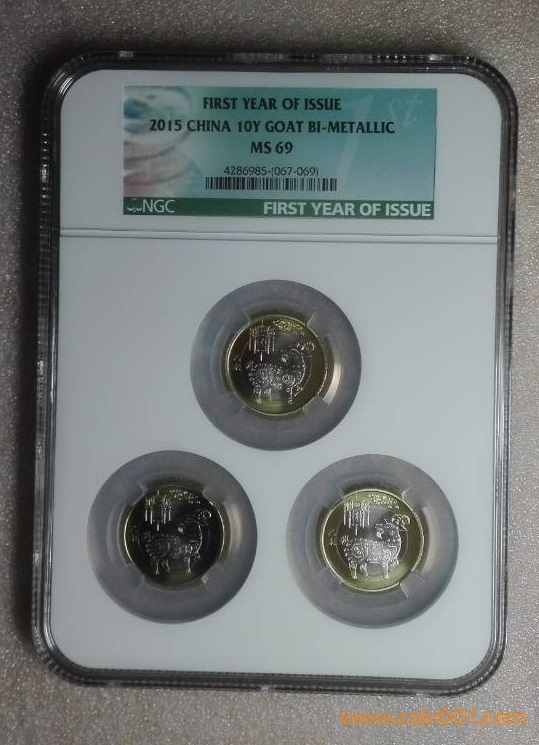 FIRST YEAR OF ISSUE
2015 CHINA 10Y GOAT BI-METALLIC
MS 69
4286985-(067-069)
NGC
FIRST YEAR OF ISSUE
1st
www.coin001.com